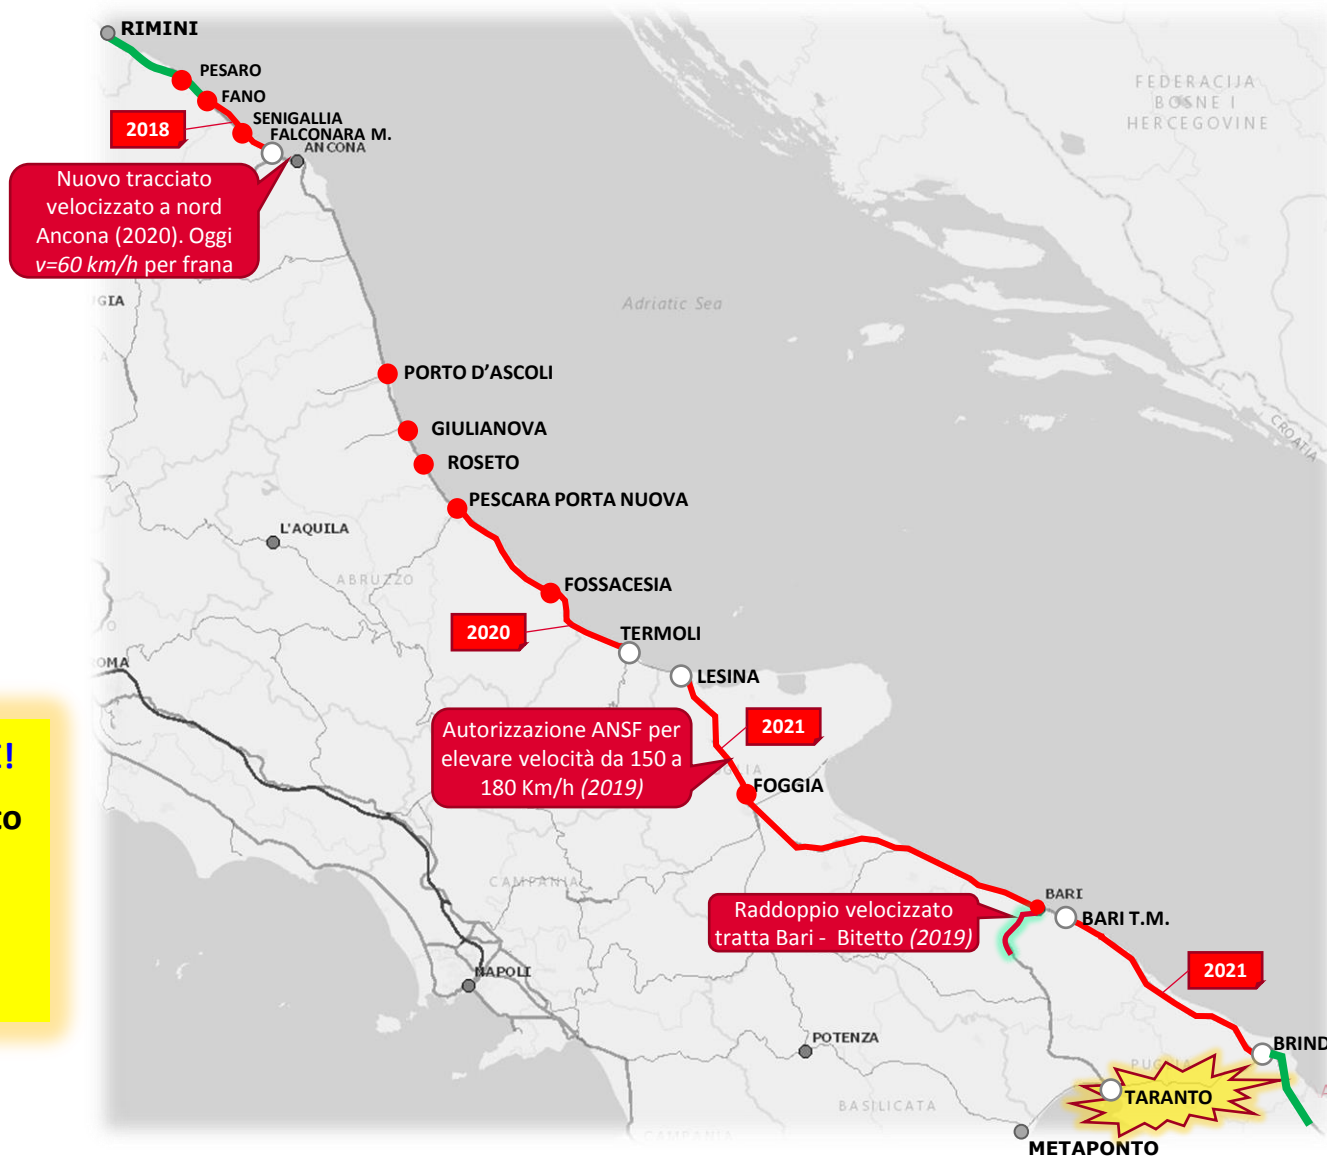 RIMINI
PESARO
FANO
SENIGALLIA
FALCONARA M.
ANCONA
2018
Nuovo tracciato
velocizzato a nord
Ancona (2020). Oggi
v=60 km/h per frana
FEDERACIJA
BOSNE I
HERCEGOVINE
Adriatic Sea
CROATIA
PORTO D'ASCOLI
GIULIANOVA
ROSETO
PESCARA PORTA NUOVA
L'AQUILA
ABRUZZO
FOSSACESIA
2020
TERMOLI
LESINA
Autorizzazione ANSF per
elevare velocità da 150 a
180 Km/h (2019)
2021
FOGGIA
CAMPANIA
BARI
BARI T.M.
Raddoppio velocizzato
tratta Bari - Bitetto (2019)
2021
NAPOLI
POTENZA
BRIND
TARANTO
BASILICATA
METAPONTO
CAMPANIA